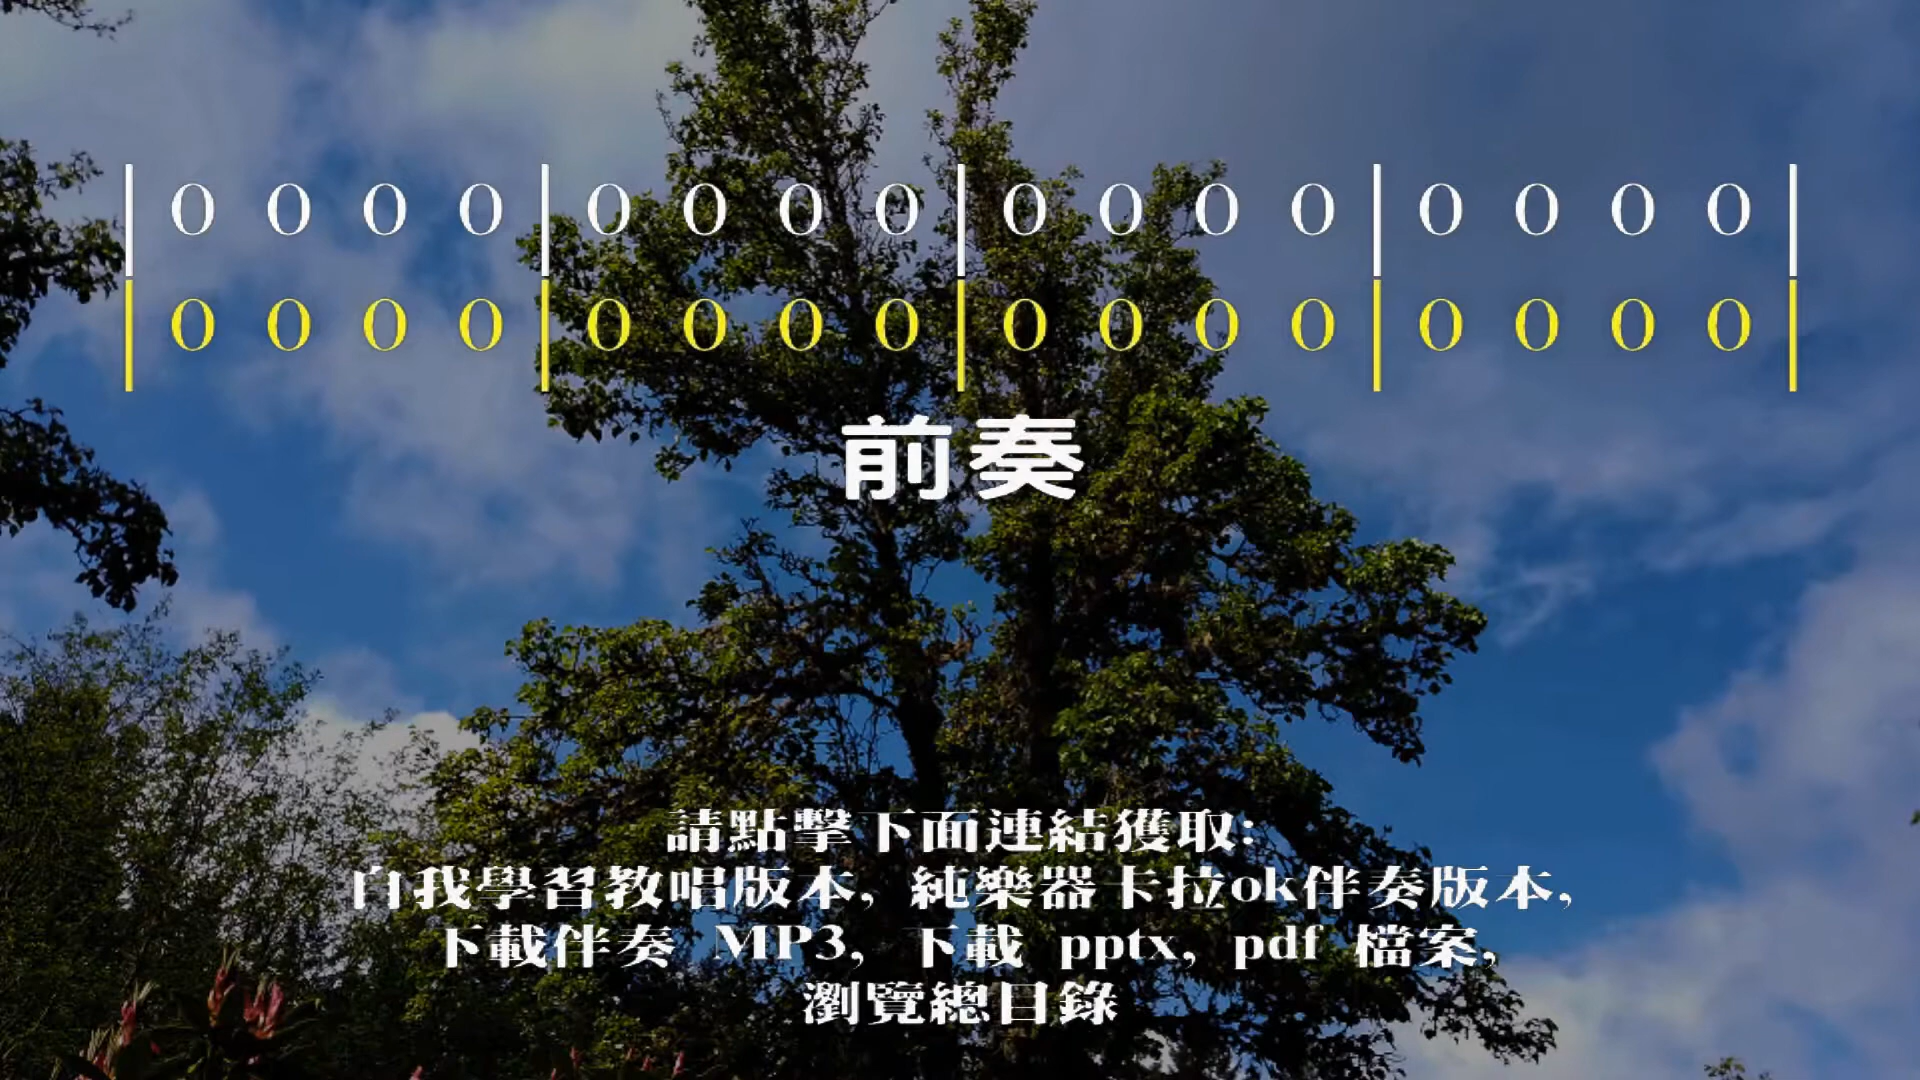 | 0 0 0 0 | 0 0 0 0 | 0 0 0 0 | 0 0 0 0 |
| 0 0 0 0 | 0 0 0 0 | 0 0 0 0 | 0 0 0 0 |
前奏
請點擊下面連結獲取:
自我學習教唱版本, 純樂器卡拉ok伴奏版本,
下載伴奏 MP3, 下載 pptx, pdf 檔案,
瀏覽總目錄